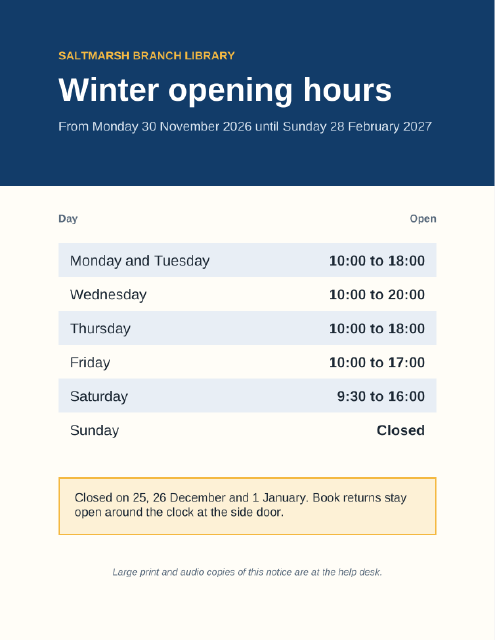 SALTMARSH BRANCH LIBRARY
Winter opening hours
From Monday 30 November 2026 until Sunday 28 February 2027
Day Open
Monday and Tuesday 10:00 to 18:00
Wednesday 10:00 to 20:00
Thursday 10:00 to 18:00
Friday 10:00 to 17:00
Saturday 9:30 to 16:00
Sunday Closed
Closed on 25, 26 December and 1 January. Book returns stay
open around the clock at the side door.
Large print and audio copies of this notice are at the help desk.